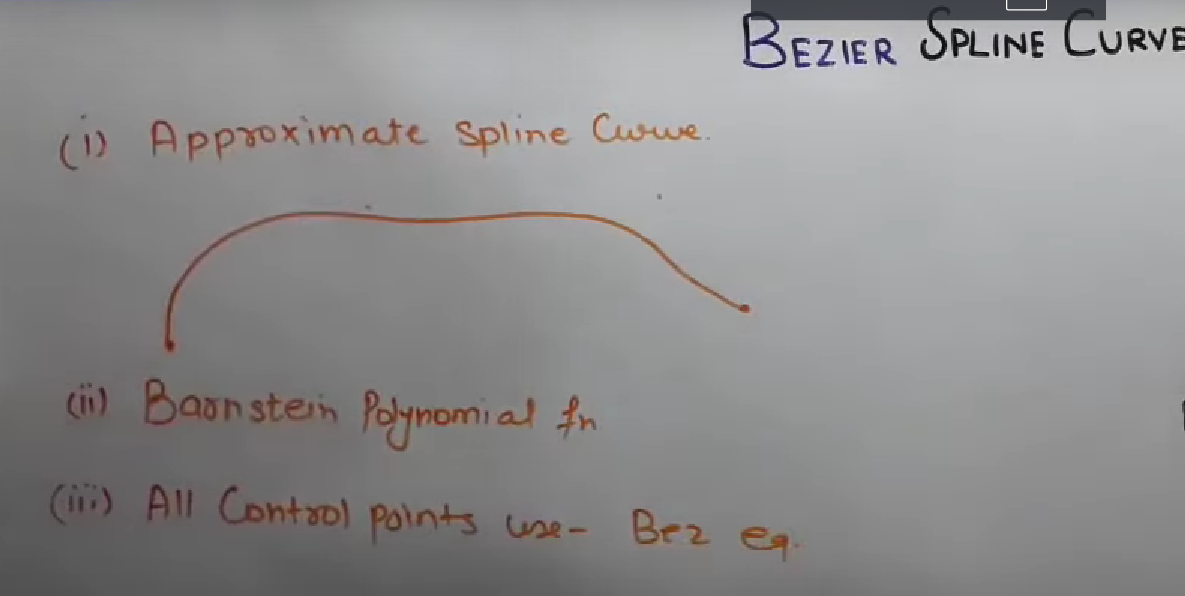 BEZIER SPLINE CURVE
(i) Approximate Spline Curve.
(ii) Barnstein Polynomial fn
(iii) All Control points use- Bez eq.